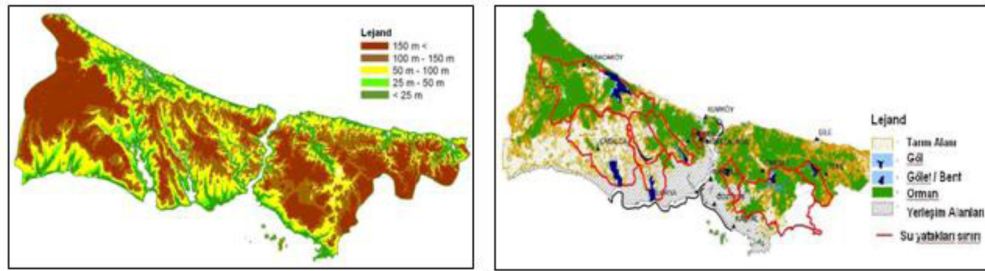 Lejand
150 m <
100 m - 150 m
50 m - 100 m
25 m - 50 m
< 25 m
KUMKÖY
ŞİLE
Lejand
Tarım Alanı
Göl
Gölet / Bent
Orman
Yerleşim Alanları
Su yatakları sınırı